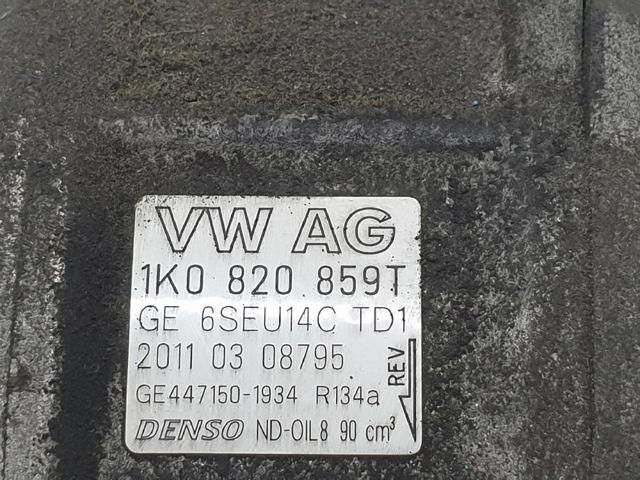 VW AG
1K0 820 859T
GE 6SEU14C TD1
2011 03 08795
GE447150-1934 R134a
REV
DENSO ND-OIL8 90 cm³